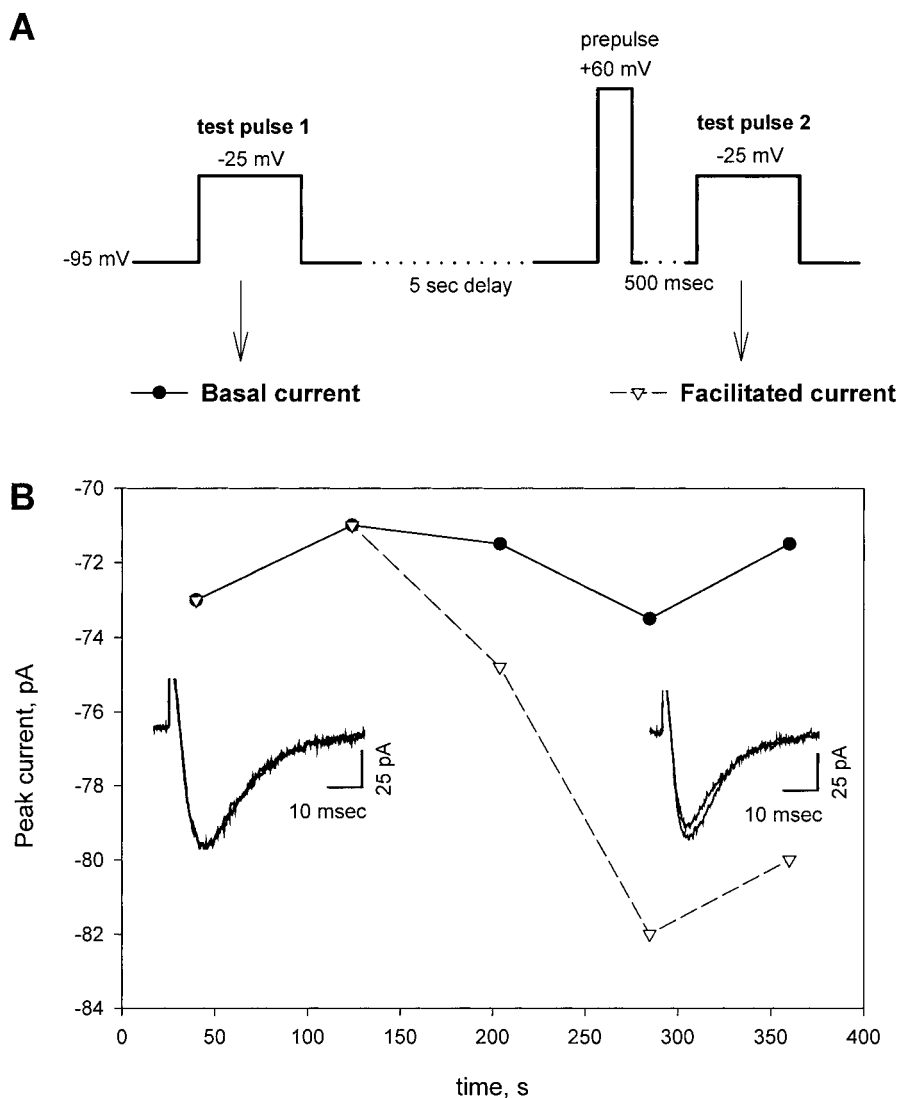 A
prepulse
+60 mV
test pulse 1
-25 mV
test pulse 2
-25 mV
-95 mV
5 sec delay
500 msec
Basal current
Facilitated current
B
-70
-72
-74
-76
-78
-80
-82
-84
Peak current, pA
25 pA
10 msec
25 pA
10 msec
0
50
100
150
200
250
300
350
400
time, s